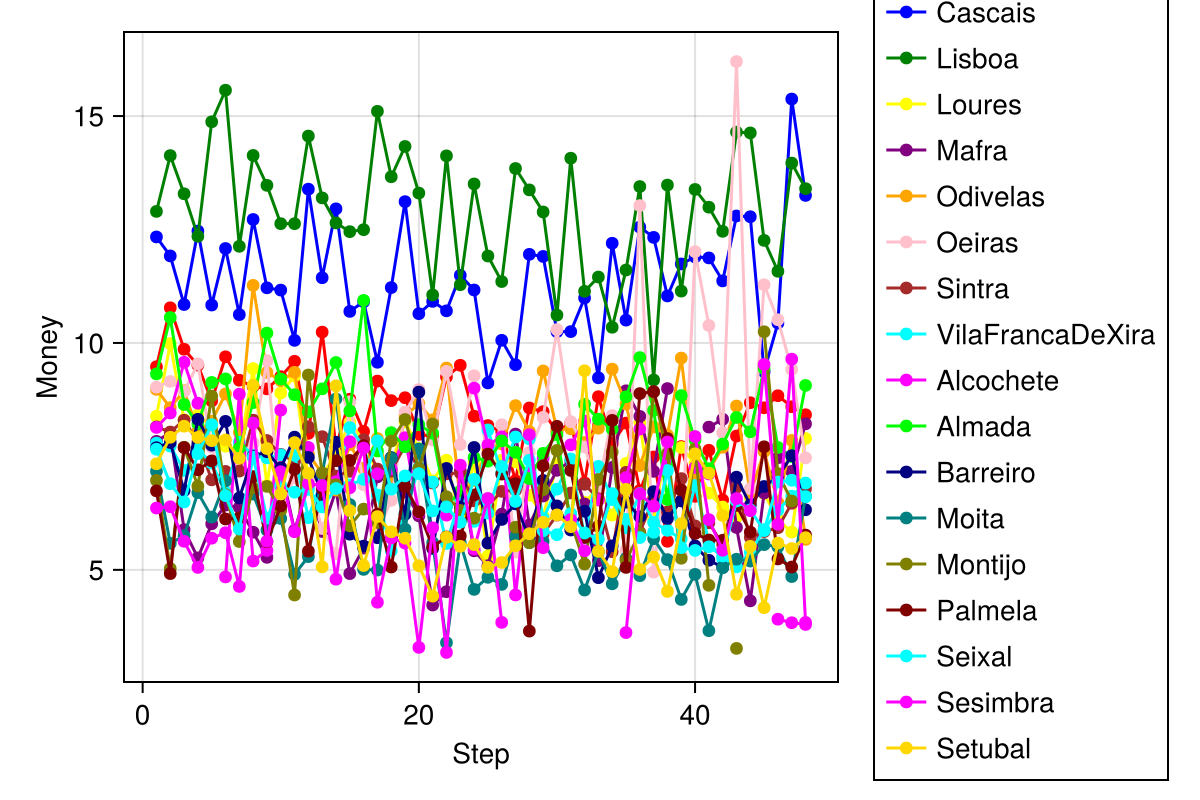 Cascais
Lisboa
Loures
Mafra
Odivelas
Oeiras
Sintra
VilaFrancaDeXira
Alcochete
Almada
Barreiro
Moita
Montijo
Palmela
Seixal
Sesimbra
Setubal
Money
15
10
5
0
20
40
Step